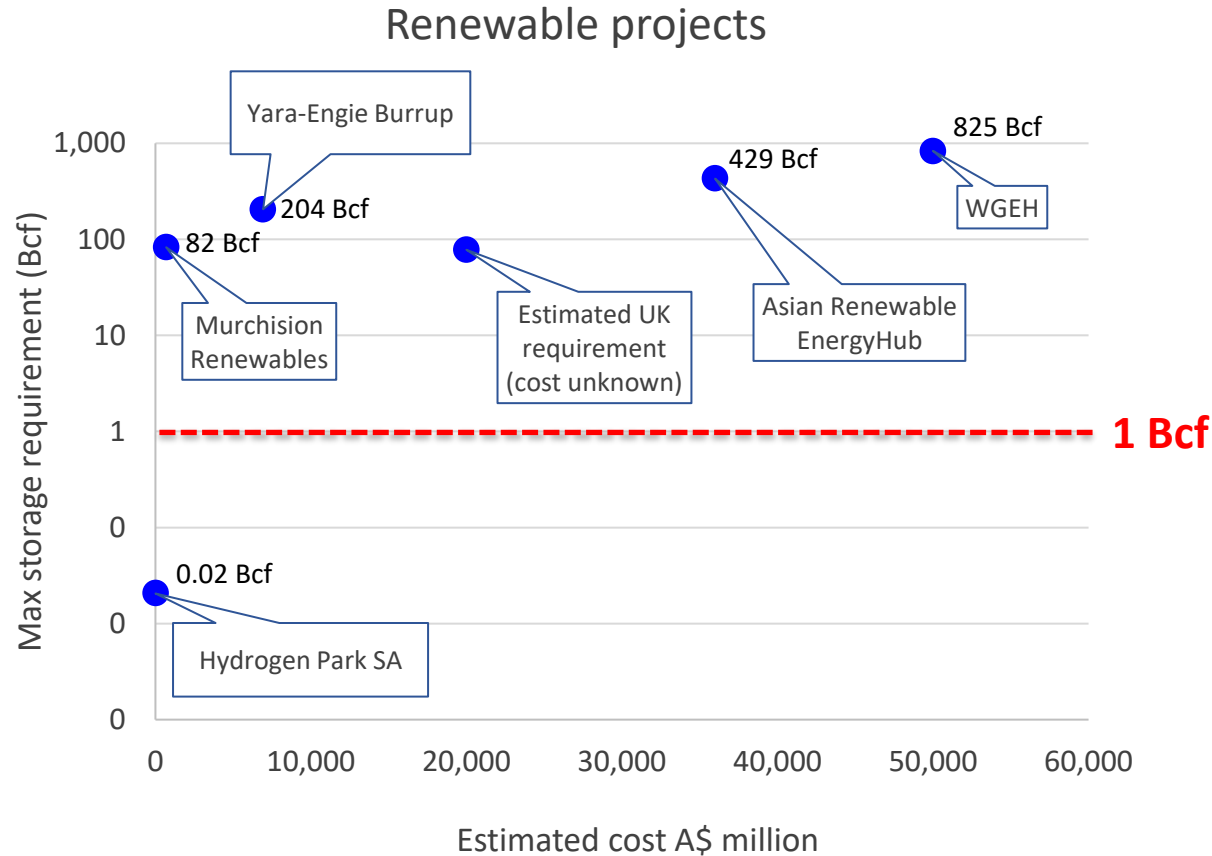 Renewable projects
Yara-Engie Burrup
1,000
825 Bcf
429 Bcf
WGEH
204 Bcf
100
82 Bcf
Murchision
Renewables
Estimated UK
requirement
(cost unknown)
Asian Renewable
EnergyHub
10
1
1 Bcf
0
0.02 Bcf
0
Hydrogen Park SA
0
Max storage requirement (Bcf)
0
10,000
20,000
30,000
40,000
50,000
60,000
Estimated cost A$ million